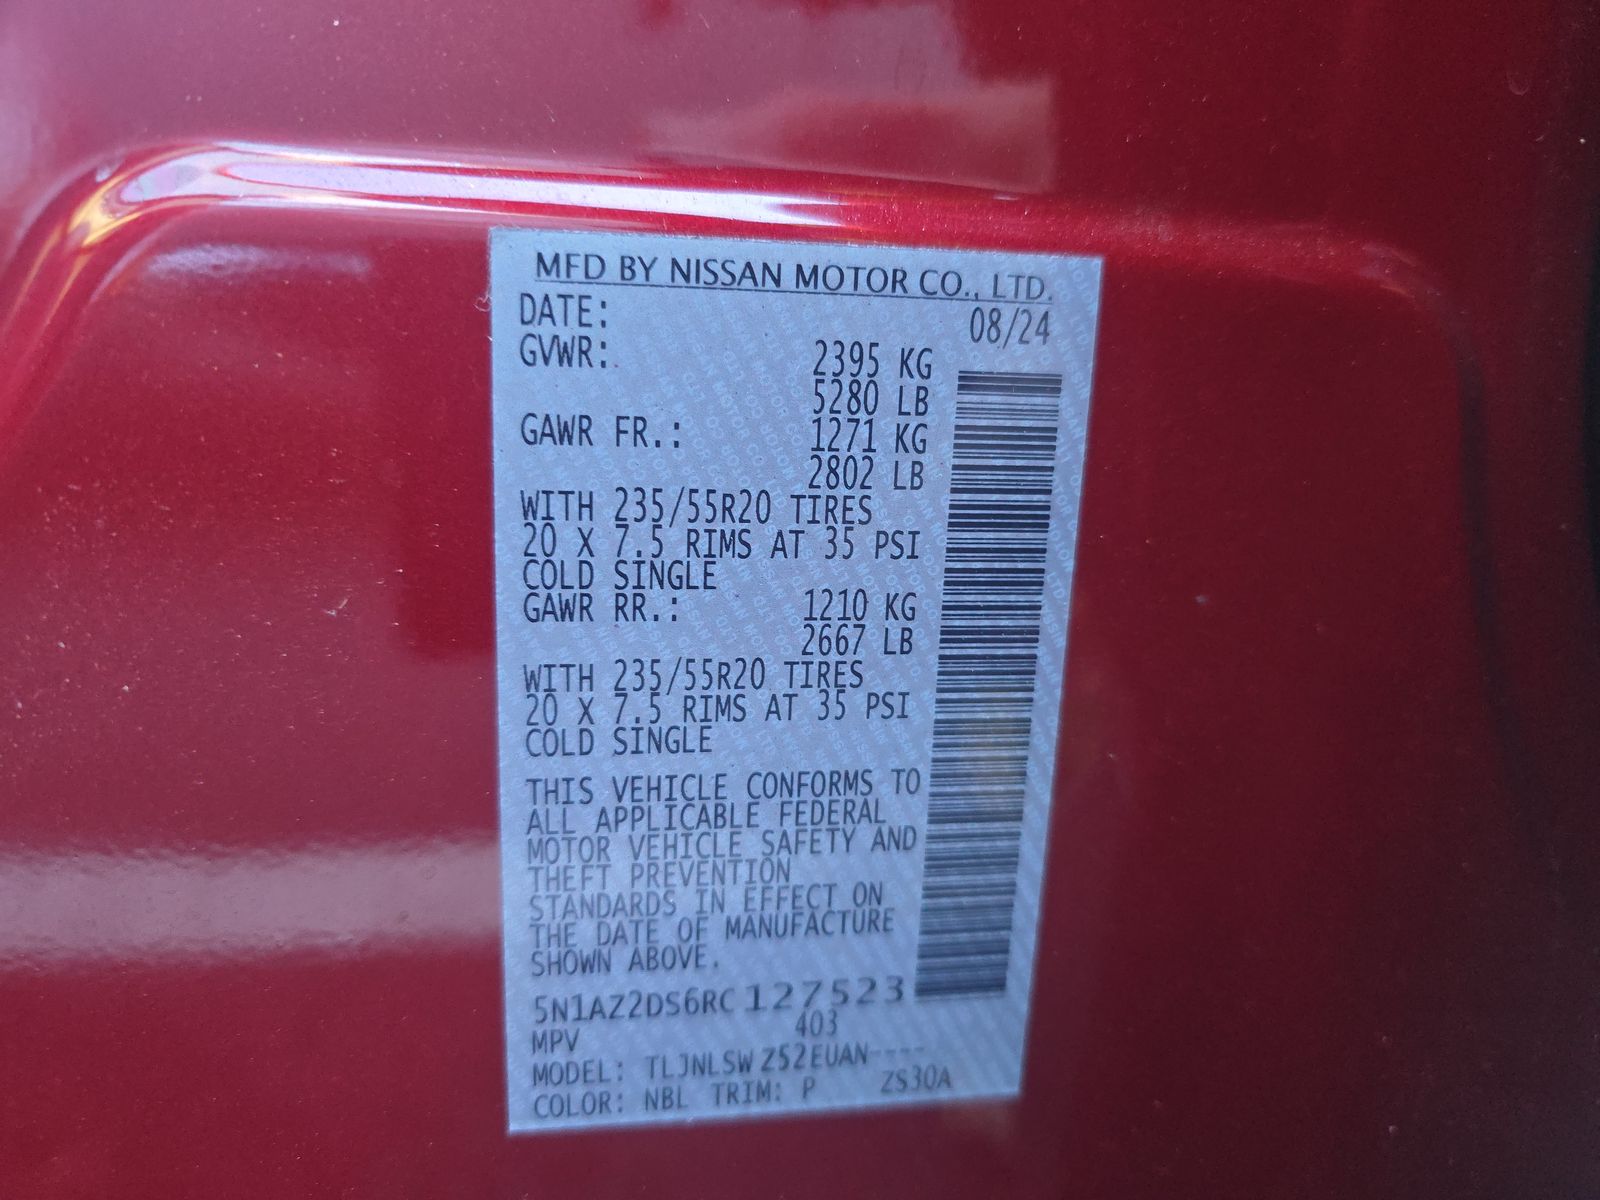 MFD BY NISSAN MOTOR CO., LTD.
DATE: 08/24
GVWR: 2395 KG
5280 LB
GAWR FR.: 1271 KG
2802 LB
WITH 235/55R20 TIRES
20 X 7.5 RIMS AT 35 PSI
COLD SINGLE
GAWR RR.: 1210 KG
2667 LB
WITH 235/55R20 TIRES
20 X 7.5 RIMS AT 35 PSI
COLD SINGLE
THIS VEHICLE CONFORMS TO
ALL APPLICABLE FEDERAL
MOTOR VEHICLE SAFETY AND
THEFT PREVENTION
STANDARDS IN EFFECT ON
THE DATE OF MANUFACTURE
SHOWN ABOVE.
5N1AZ2DS6RC127523
MPV 403
MODEL: TLJNLSW Z52EUAN----
COLOR: NBL TRIM: P ZS30A